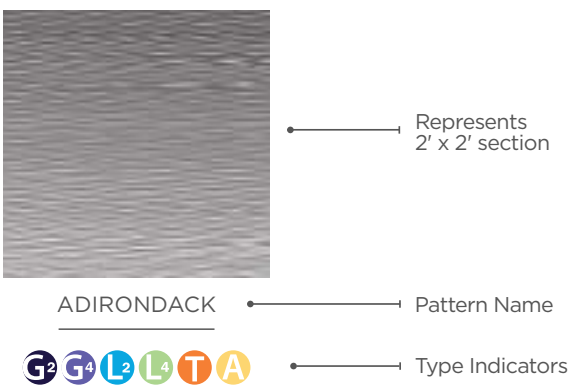 Represents
2' x 2' section
ADIRONDACK
Pattern Name
G2 G4 L2 L4 T A
Type Indicators